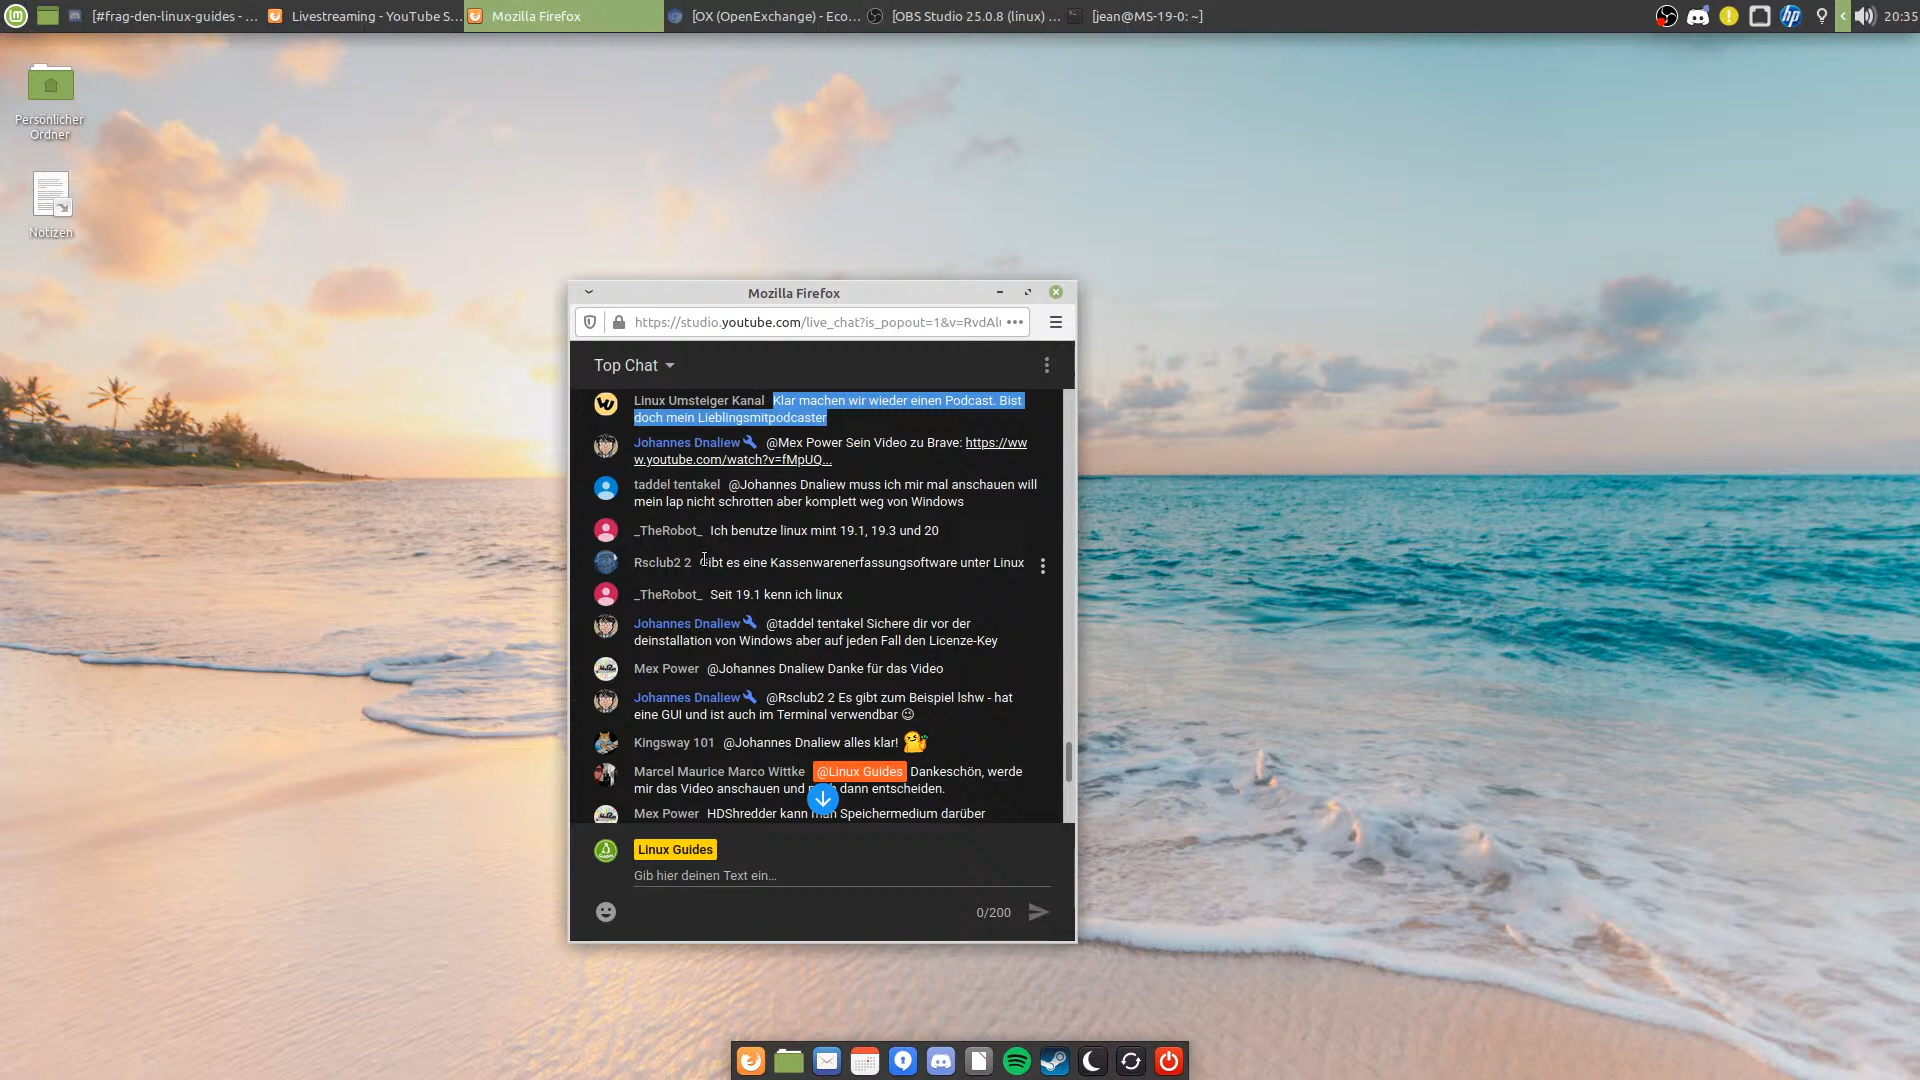 [#frag-den-linux-guides - ...
Livestreaming - YouTube S...
Mozilla Firefox
[OX (OpenExchange) - Eco...
[OBS Studio 25.0.8 (linux) ...
[jean@MS-19-0: ~]
20:35
Persönlicher
Ordner
Notizen
Mozilla Firefox
https://studio.youtube.com/live_chat?is_popout=1&v=RvdAl
Top Chat
Linux Umsteiger Kanal Klar machen wir wieder einen Podcast. Bist
doch mein Lieblingsmitpodcaster
Johannes Dnaliew @Mex Power Sein Video zu Brave: https://ww
w.youtube.com/watch?v=fMpUQ...
taddel tentakel @Johannes Dnaliew muss ich mir mal anschauen will
mein lap nicht schrotten aber komplett weg von Windows
_TheRobot_ Ich benutze linux mint 19.1, 19.3 und 20
Rsclub2 2 Gibt es eine Kassenwarenerfassungsoftware unter Linux
_TheRobot_ Seit 19.1 kenn ich linux
Johannes Dnaliew @taddel tentakel Sichere dir vor der
deinstallation von Windows aber auf jeden Fall den Licenze-Key
Mex Power @Johannes Dnaliew Danke für das Video
Johannes Dnaliew @Rsclub2 2 Es gibt zum Beispiel lshw - hat
eine GUI und ist auch im Terminal verwendbar ☺
Kingsway 101 @Johannes Dnaliew alles klar!
Marcel Maurice Marco Wittke @Linux Guides Dankeschön, werde
mir das Video anschauen und dann entscheiden.
Mex Power HDShredder kann man Speichermedium darüber
Linux Guides
Gib hier deinen Text ein...
0/200
hp